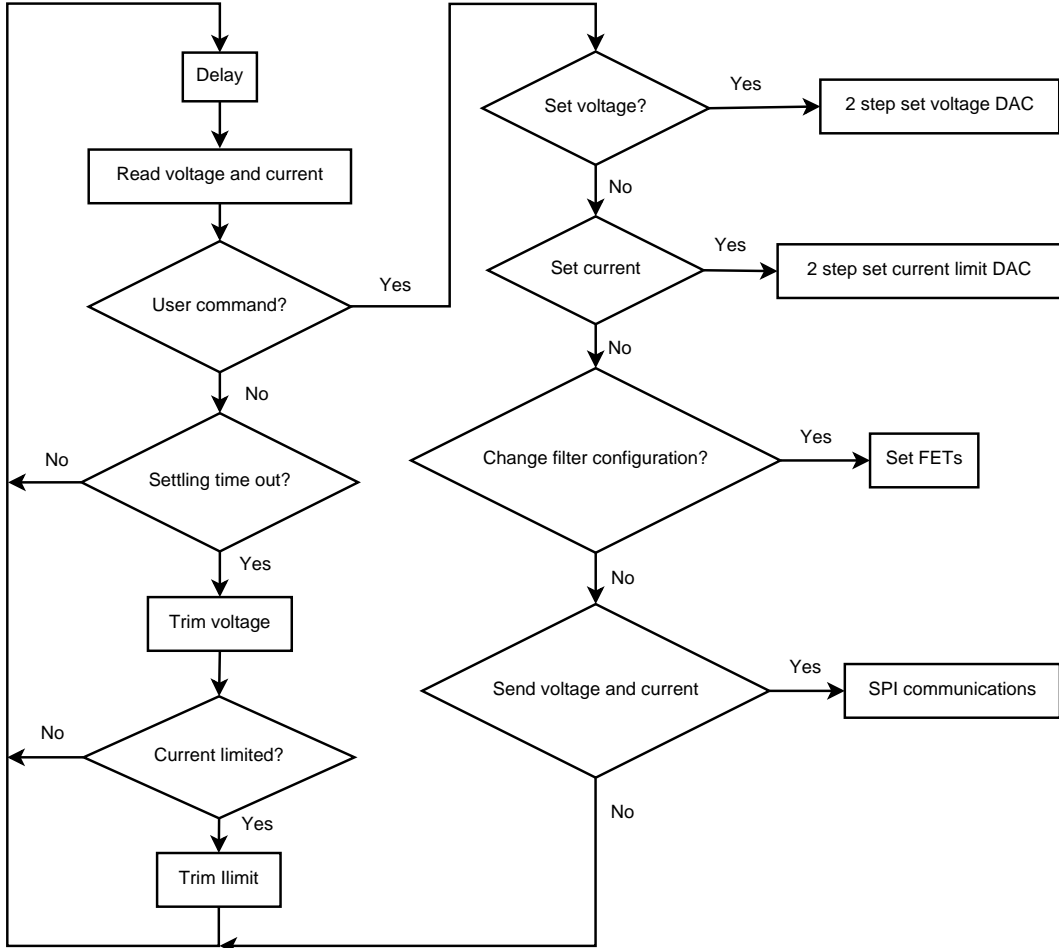 Delay
Read voltage and current
User command?
Yes
No
Settling time out?
No
Yes
Trim voltage
Current limited?
No
Yes
Trim Ilimit
Set voltage?
Yes
2 step set voltage DAC
No
Set current
Yes
2 step set current limit DAC
No
Change filter configuration?
Yes
Set FETs
No
Send voltage and current
Yes
SPI communications
No